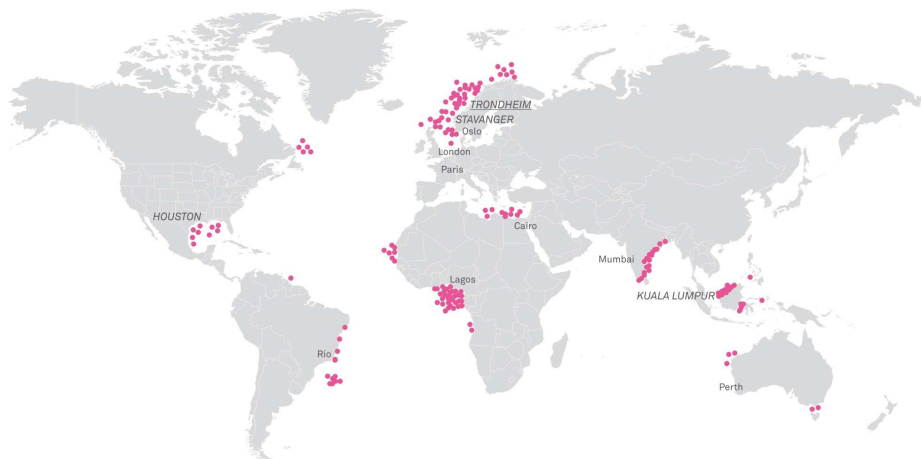 TRONDHEIM
STAVANGER
Oslo
London
Paris
HOUSTON
Cairo
Mumbai
Lagos
KUALA LUMPUR
Rio
Perth